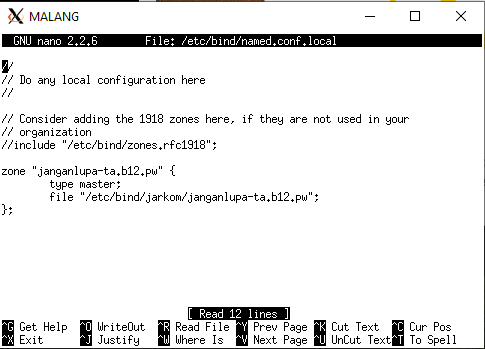 MALANG
GNU nano 2.2.6 File: /etc/bind/named.conf.local
//
// Do any local configuration here
//
// Consider adding the 1918 zones here, if they are not used in your
// organization
//include "/etc/bind/zones.rfc1918";
zone "janganlupa-ta.b12.pw" {
type master;
file "/etc/bind/jarkom/janganlupa-ta.b12.pw";
};
[ Read 12 lines ]
^G Get Help ^O WriteOut ^R Read File ^Y Prev Page ^K Cut Text ^C Cur Pos
^X Exit ^J Justify ^W Where Is ^V Next Page ^U UnCut Text ^T To Spell